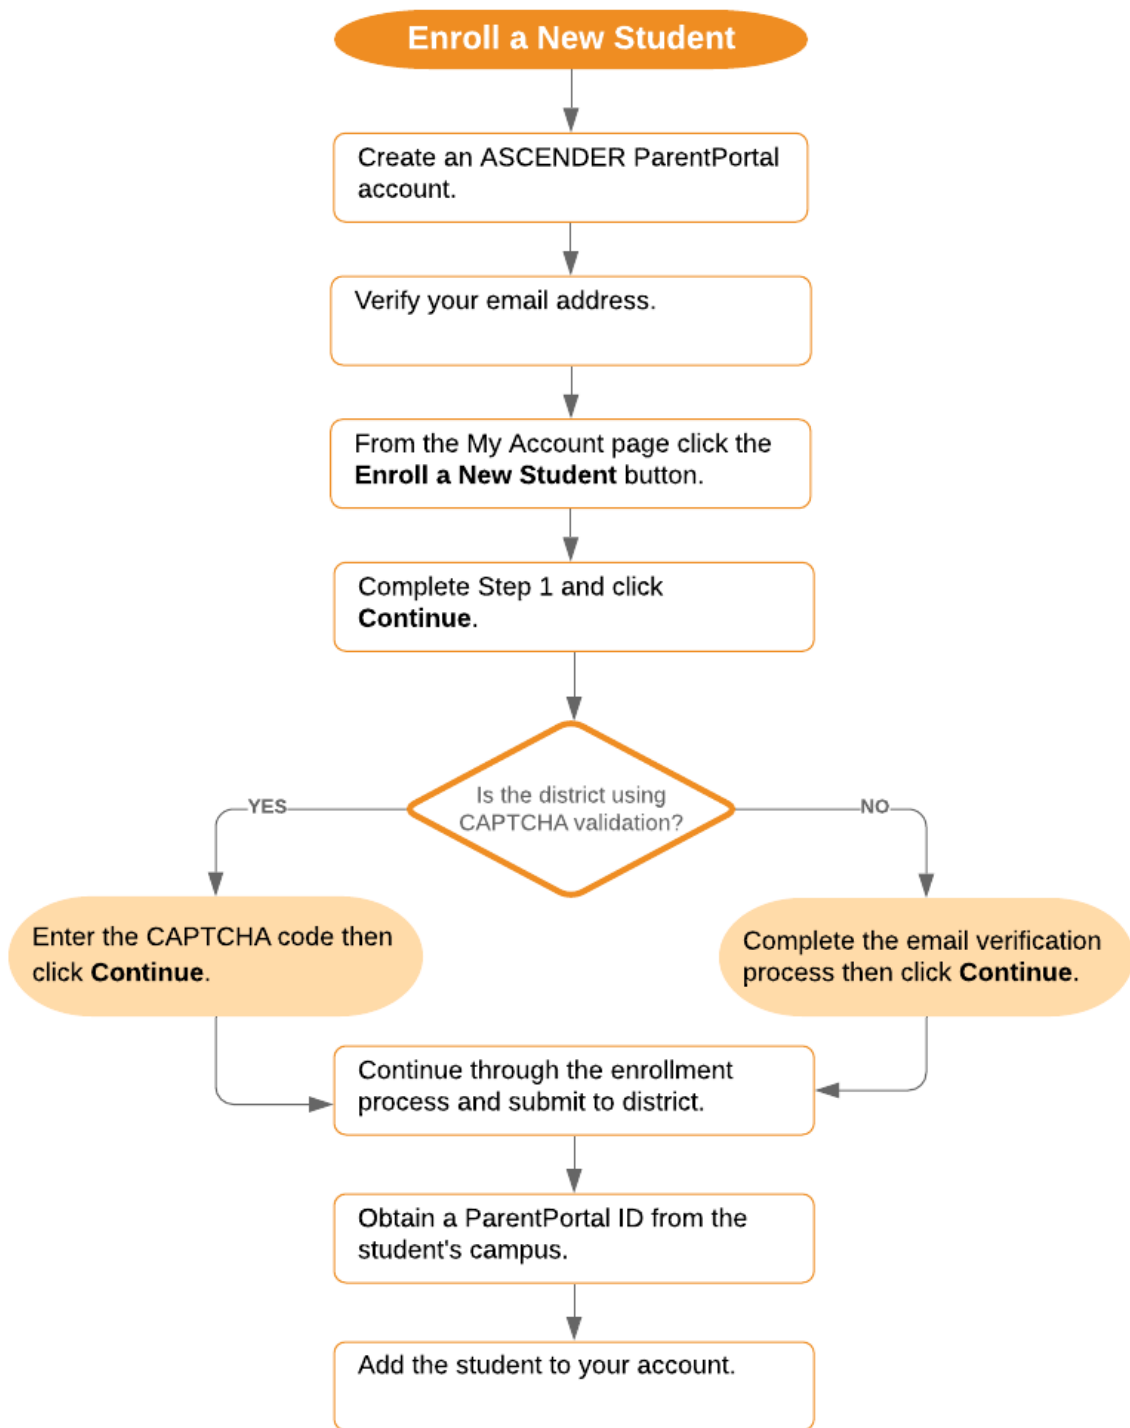 Enroll a New Student
Create an ASCENDER ParentPortal
account.
Verify your email address.
From the My Account page click the
Enroll a New Student button.
Complete Step 1 and click
Continue.
Is the district using
CAPTCHA validation?
YES
NO
Enter the CAPTCHA code then
click Continue.
Complete the email verification
process then click Continue.
Continue through the enrollment
process and submit to district.
Obtain a ParentPortal ID from the
student's campus.
Add the student to your account.